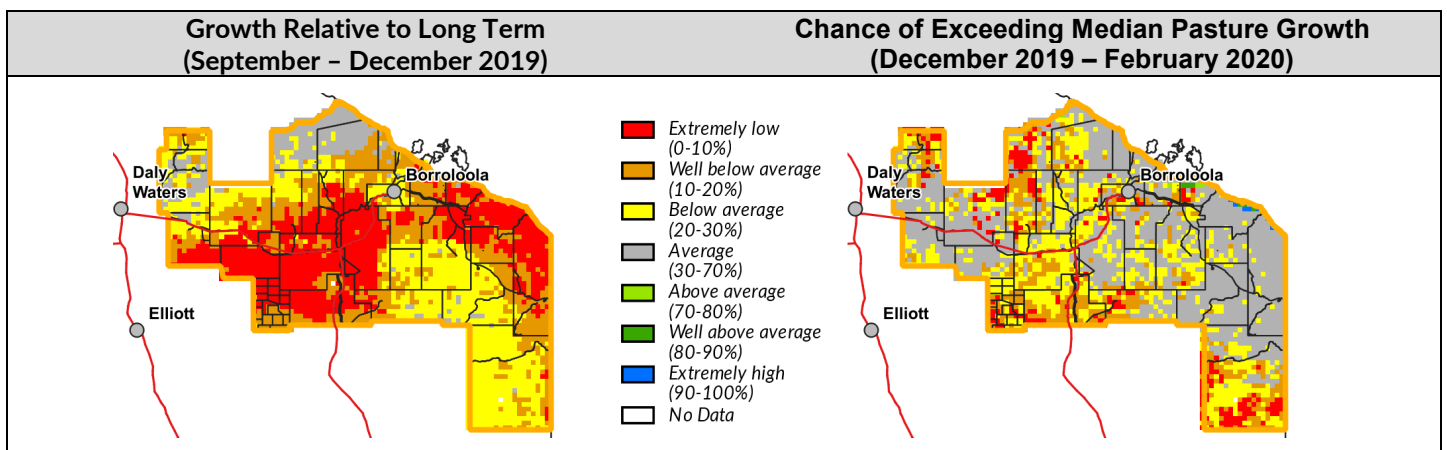 Growth Relative to Long Term
(September – December 2019)
Chance of Exceeding Median Pasture Growth
(December 2019 – February 2020)
Daly
Waters
Borroloola
Elliott
Extremely low
(0-10%)
Well below average
(10-20%)
Below average
(20-30%)
Average
(30-70%)
Above average
(70-80%)
Well above average
(80-90%)
Extremely high
(90-100%)
No Data
Daly
Waters
Borroloola
Elliott